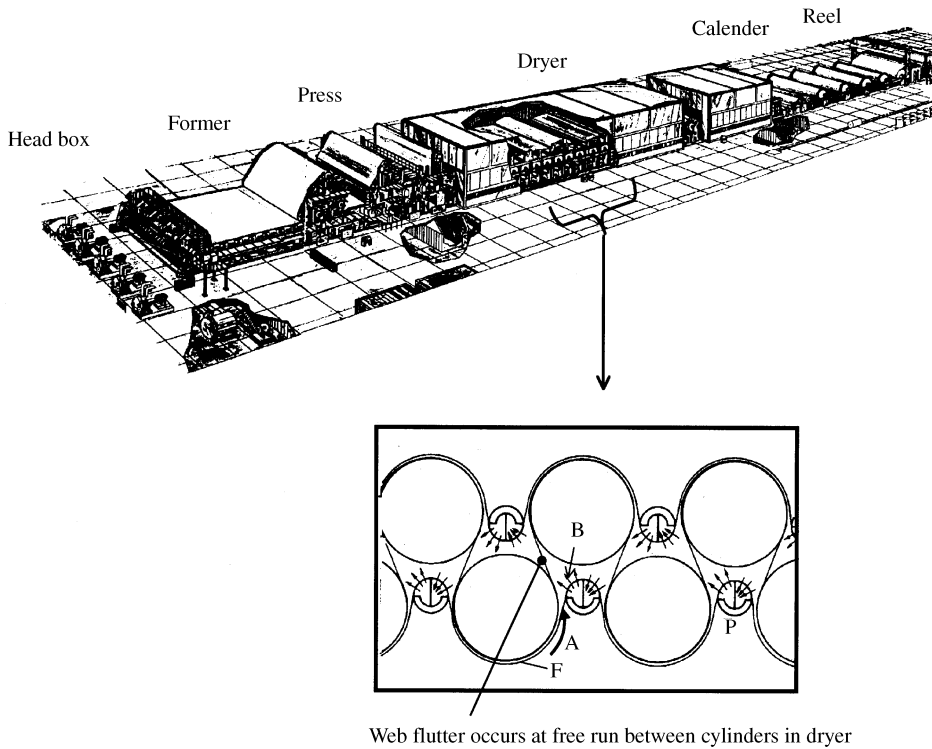 Reel
Calender
Dryer
Press
Former
Head box
B
P
A
F
Web flutter occurs at free run between cylinders in dryer